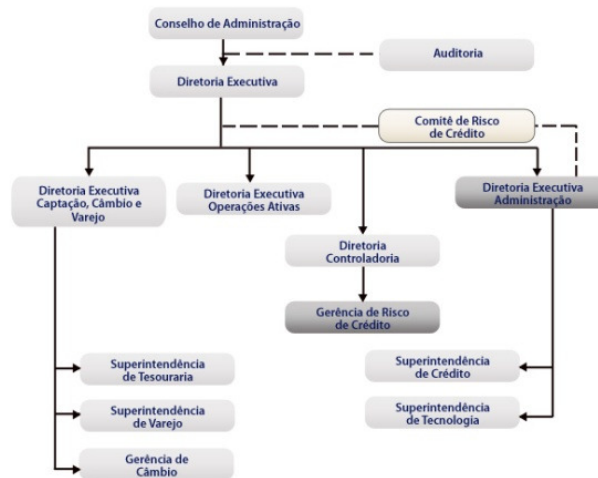 Conselho de Administração
Auditoria
Diretoria Executiva
Comitê de Risco
de Crédito
Diretoria Executiva
Captação, Câmbio e
Varejo
Diretoria Executiva
Operações Ativas
Diretoria Executiva
Administração
Diretoria
Controladoria
Gerência de Risco
de Crédito
Superintendência
de Tesouraria
Superintendência
de Crédito
Superintendência
de Varejo
Superintendência
de Tecnologia
Gerência de
Câmbio